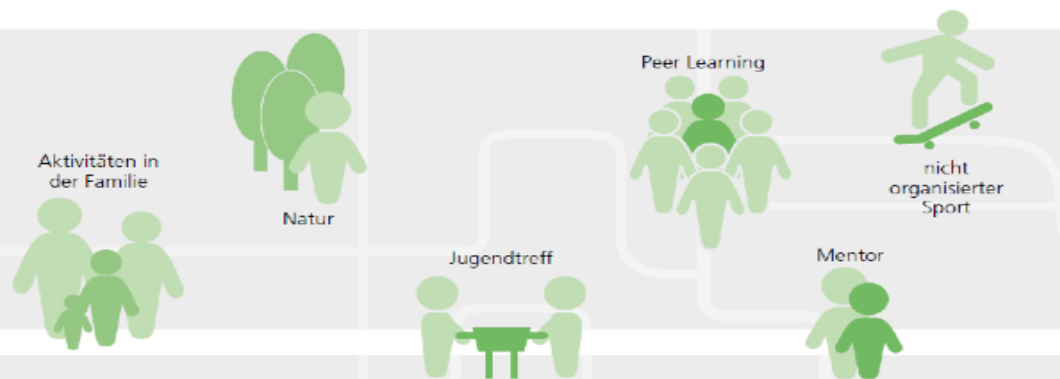 Peer Learning
Aktivitäten in
der Familie
nicht
organisierter
Sport
Natur
Jugendtreff
Mentor